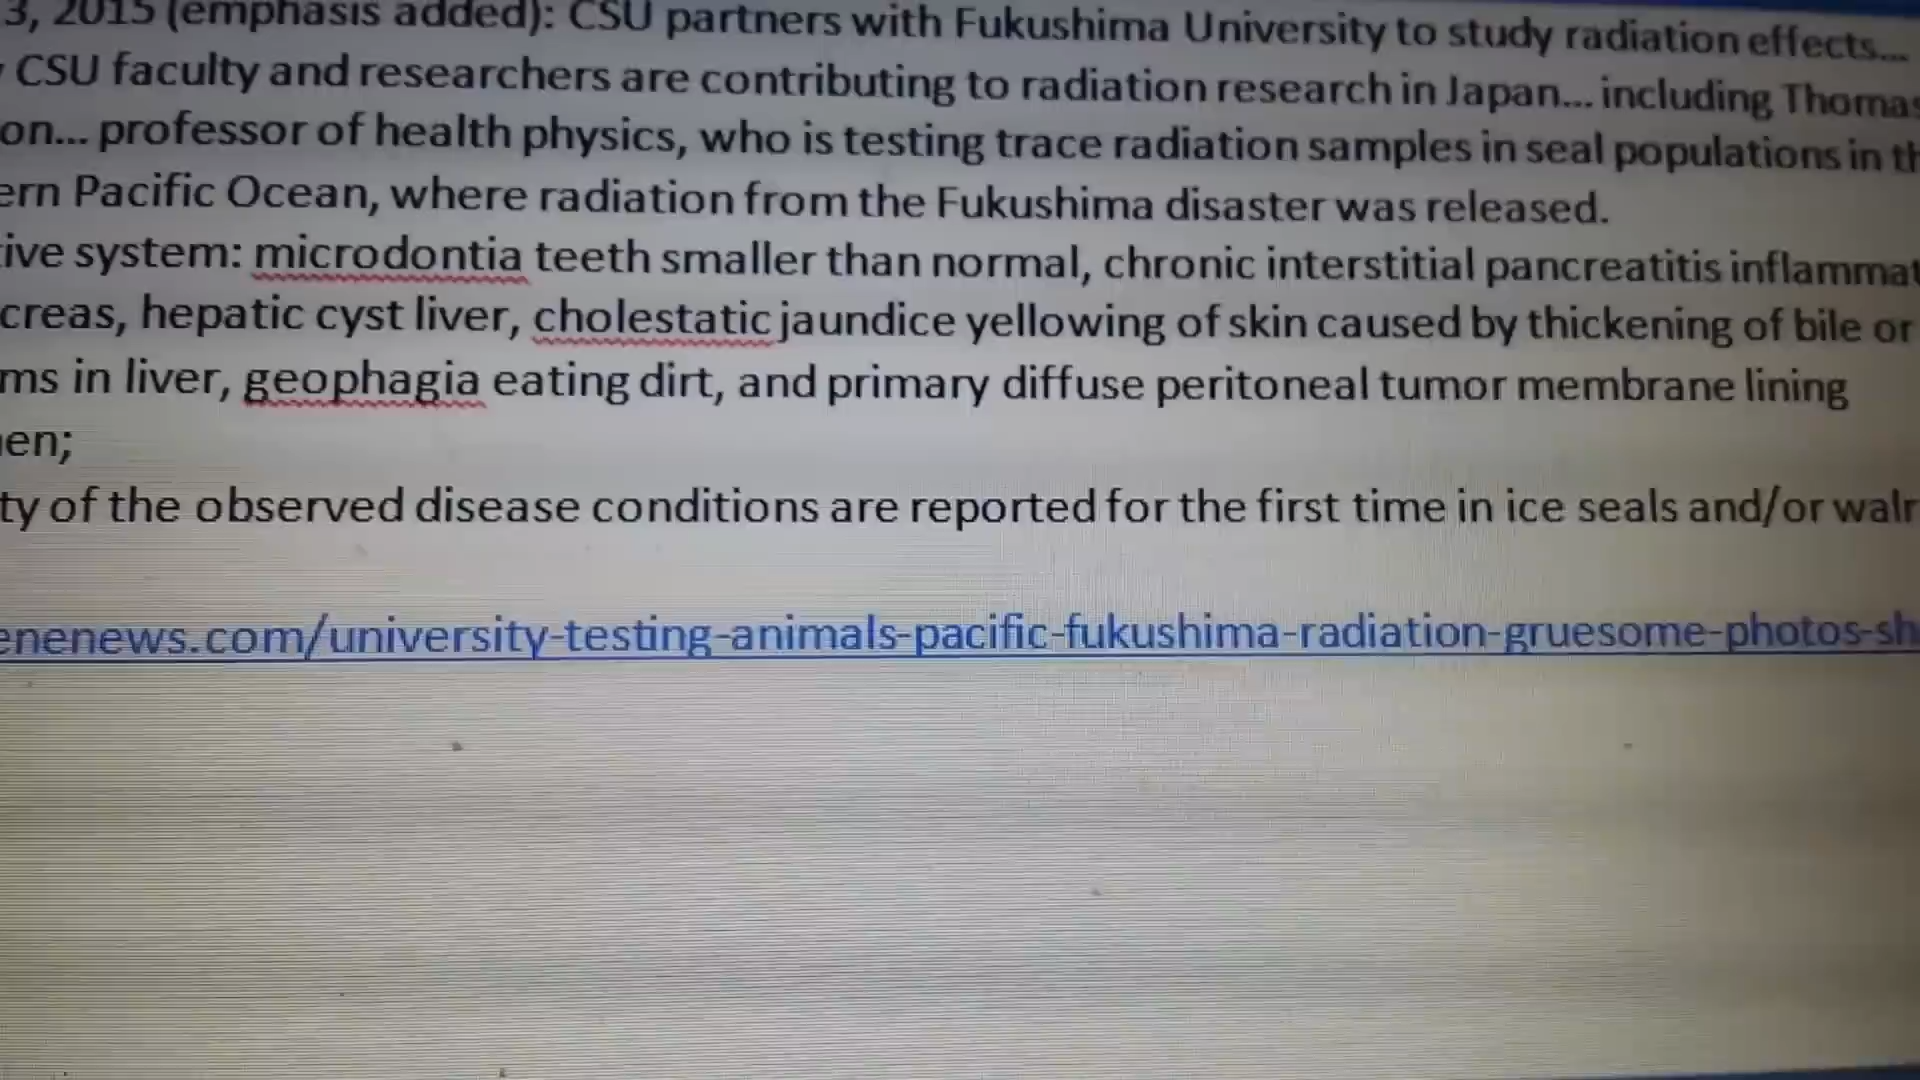 3, 2015 (emphasis added): CSU partners with Fukushima University to study radiation effects...
CSU faculty and researchers are contributing to radiation research in Japan... including Thomas
on... professor of health physics, who is testing trace radiation samples in seal populations in th
ern Pacific Ocean, where radiation from the Fukushima disaster was released.
ive system: microdontia teeth smaller than normal, chronic interstitial pancreatitis inflammat
creas, hepatic cyst liver, cholestatic jaundice yellowing of skin caused by thickening of bile or
ms in liver, geophagia eating dirt, and primary diffuse peritoneal tumor membrane lining
en;
ty of the observed disease conditions are reported for the first time in ice seals and/or walr
enenews.com/university-testing-animals-pacific-fukushima-radiation-gruesome-photos-sh